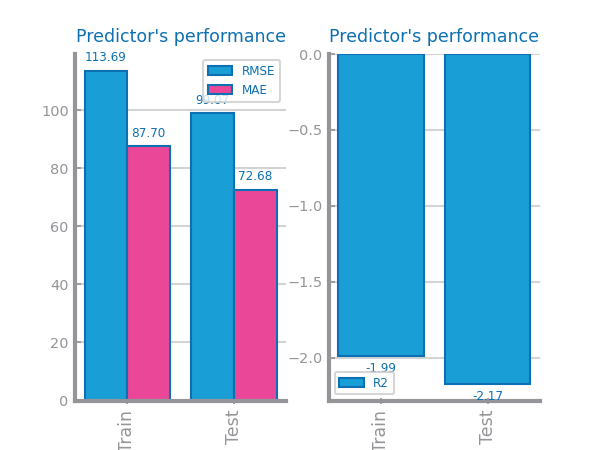 Predictor's performance
113.69
87.70
72.68
RMSE
MAE
0
20
40
60
80
100
Train
Test
Predictor's performance
0.0
−0.5
−1.0
−1.5
−2.0
-1.99
-2.17
R2
Train
Test